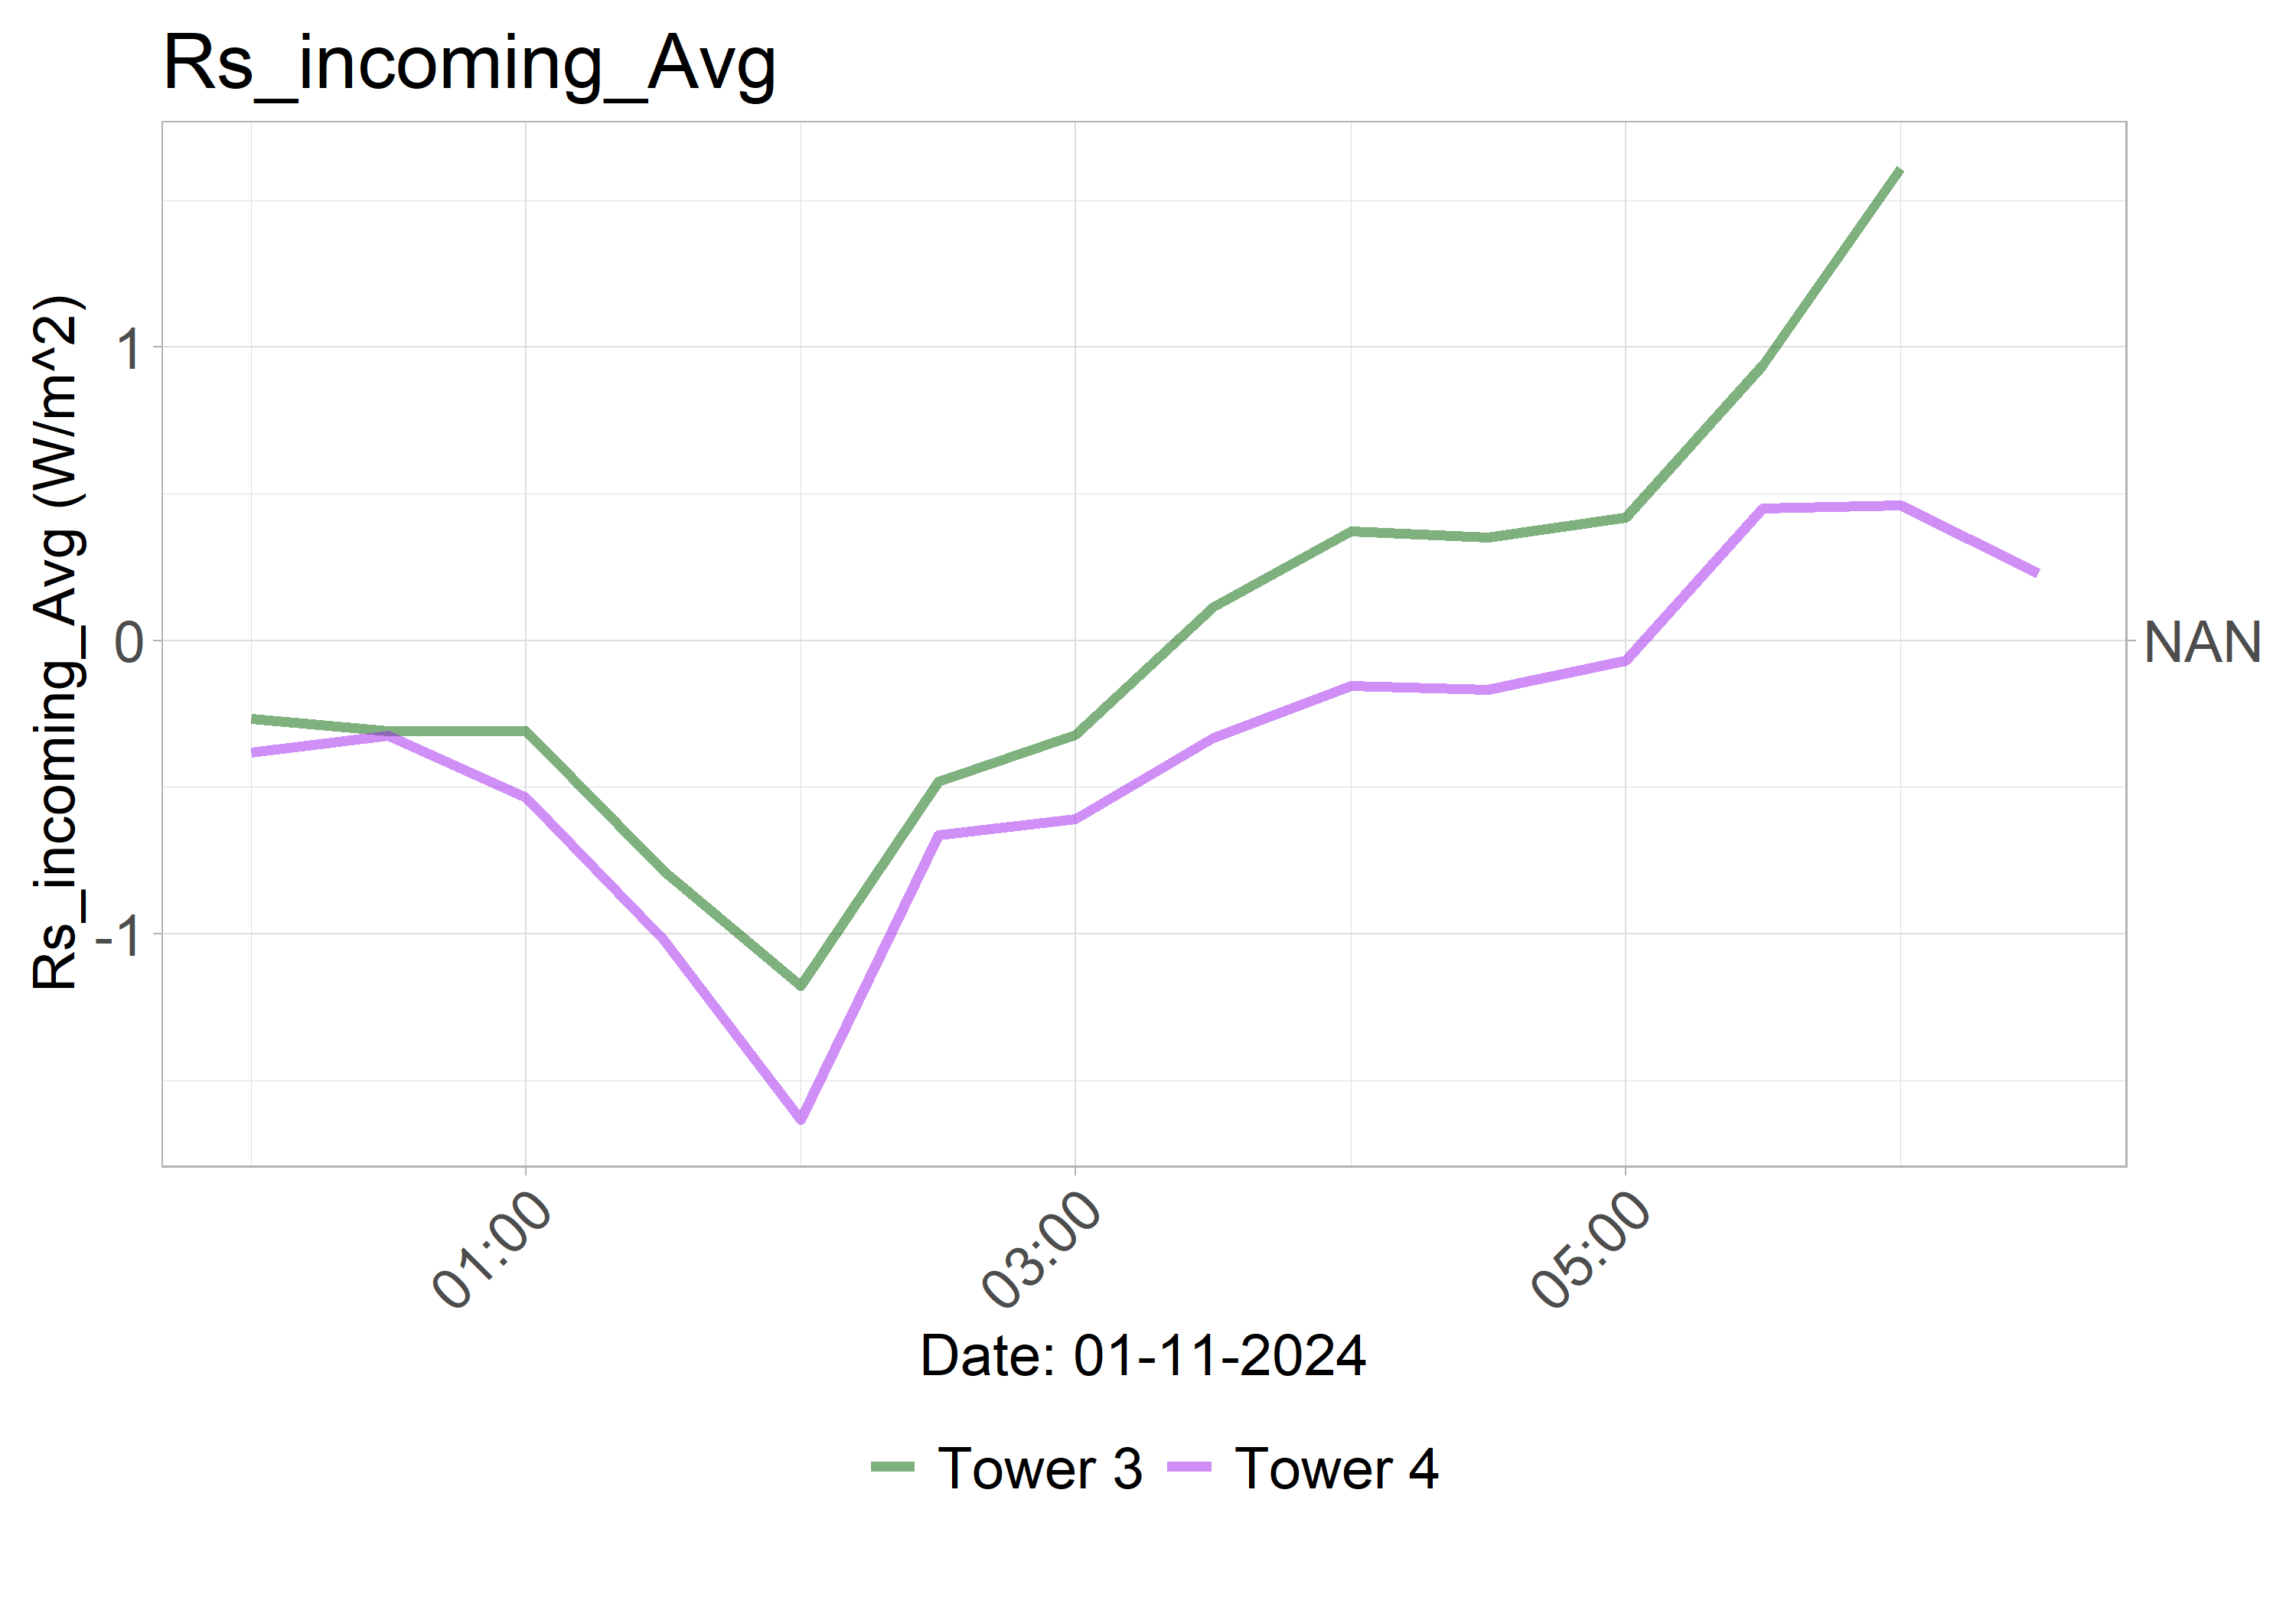 Rs_incoming_Avg
Rs_incoming_Avg (W/m^2)
1
0
-1
NAN
01:00
03:00
05:00
Date: 01-11-2024
Tower 3
Tower 4